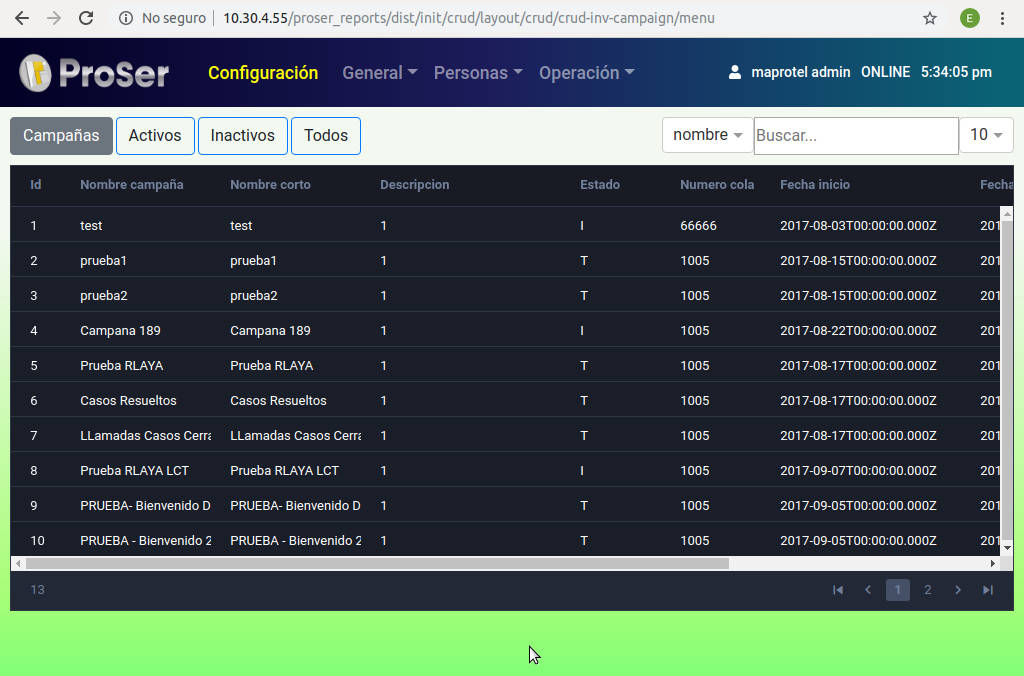 No seguro | 10.30.4.55/proser_reports/dist/init/crud/layout/crud/crud-inv-campaign/menu E
ProSer Configuración General Personas Operación maprotel admin ONLINE 5:34:05 pm
Campañas Activos Inactivos Todos nombre Buscar... 10
Id Nombre campaña Nombre corto Descripcion Estado Numero cola Fecha inicio Fecha
1 test test 1 I 66666 2017-08-03T00:00:00.000Z 201
2 prueba1 prueba1 1 T 1005 2017-08-15T00:00:00.000Z 201
3 prueba2 prueba2 1 T 1005 2017-08-15T00:00:00.000Z 201
4 Campana 189 Campana 189 1 I 1005 2017-08-22T00:00:00.000Z 201
5 Prueba RLAYA Prueba RLAYA 1 T 1005 2017-08-17T00:00:00.000Z 201
6 Casos Resueltos Casos Resueltos 1 T 1005 2017-08-17T00:00:00.000Z 201
7 LLamadas Casos Cerra LLamadas Casos Cerra 1 T 1005 2017-08-17T00:00:00.000Z 201
8 Prueba RLAYA LCT Prueba RLAYA LCT 1 I 1005 2017-09-07T00:00:00.000Z 201
9 PRUEBA- Bienvenido D PRUEBA- Bienvenido D 1 T 1005 2017-09-05T00:00:00.000Z 201
10 PRUEBA - Bienvenido 2 PRUEBA - Bienvenido 2 1 T 1005 2017-09-05T00:00:00.000Z 201
13 1 2